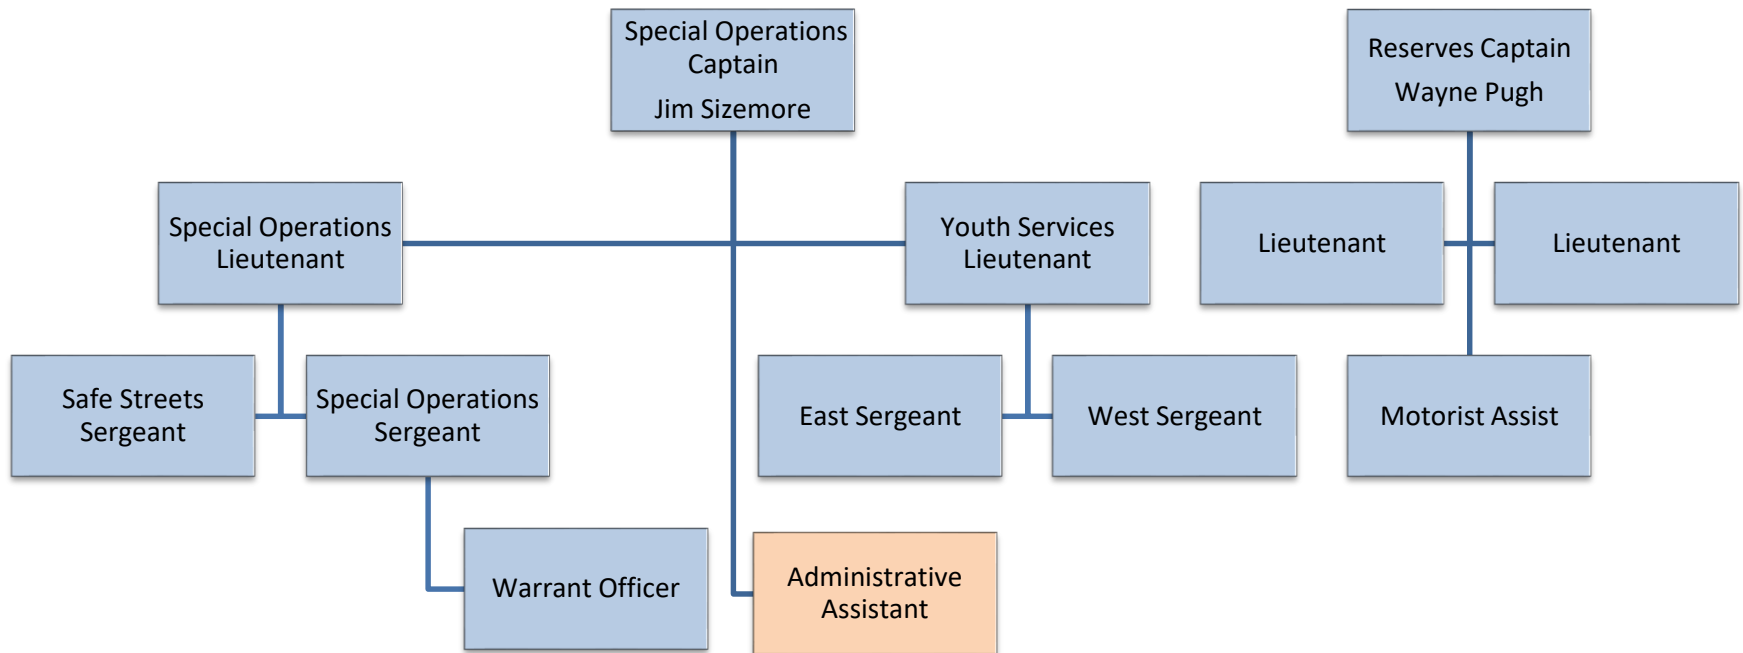 Special Operations
Captain
Jim Sizemore
Reserves Captain
Wayne Pugh
Special Operations
Lieutenant
Youth Services
Lieutenant
Lieutenant
Lieutenant
Safe Streets
Sergeant
Special Operations
Sergeant
East Sergeant
West Sergeant
Motorist Assist
Warrant Officer
Administrative
Assistant